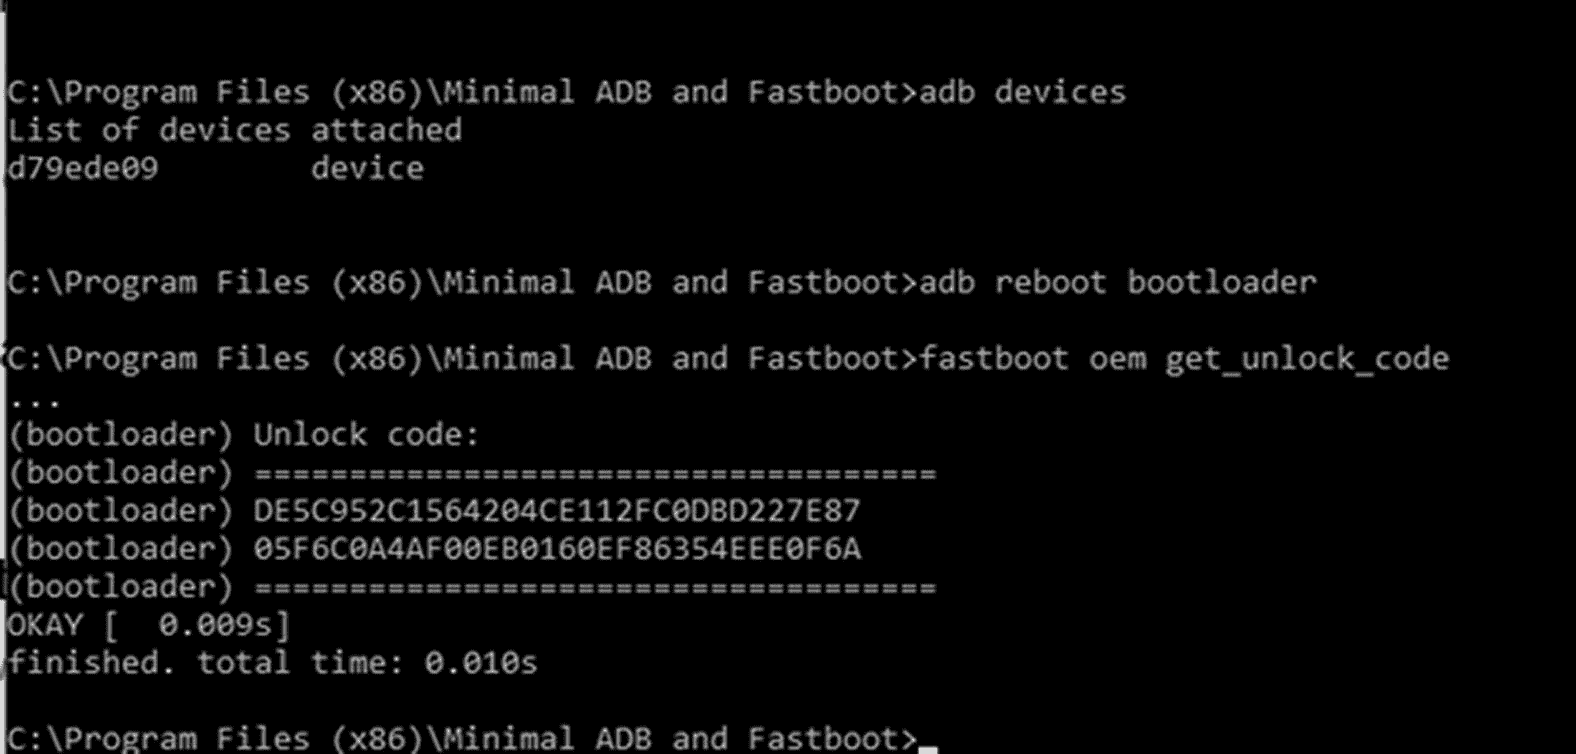 C:\Program Files (x86)\Minimal ADB and Fastboot>adb devices
List of devices attached
d79ede09        device
C:\Program Files (x86)\Minimal ADB and Fastboot>adb reboot bootloader
C:\Program Files (x86)\Minimal ADB and Fastboot>fastboot oem get_unlock_code
...
(bootloader) Unlock code:
(bootloader) ====================================
(bootloader) DE5C952C1564204CE112FC0DBD227E87
(bootloader) 05F6C0A4AF00EB0160EF86354EEE0F6A
(bootloader) ====================================
OKAY [  0.009s]
finished. total time: 0.010s
C:\Program Files (x86)\Minimal ADB and Fastboot>_